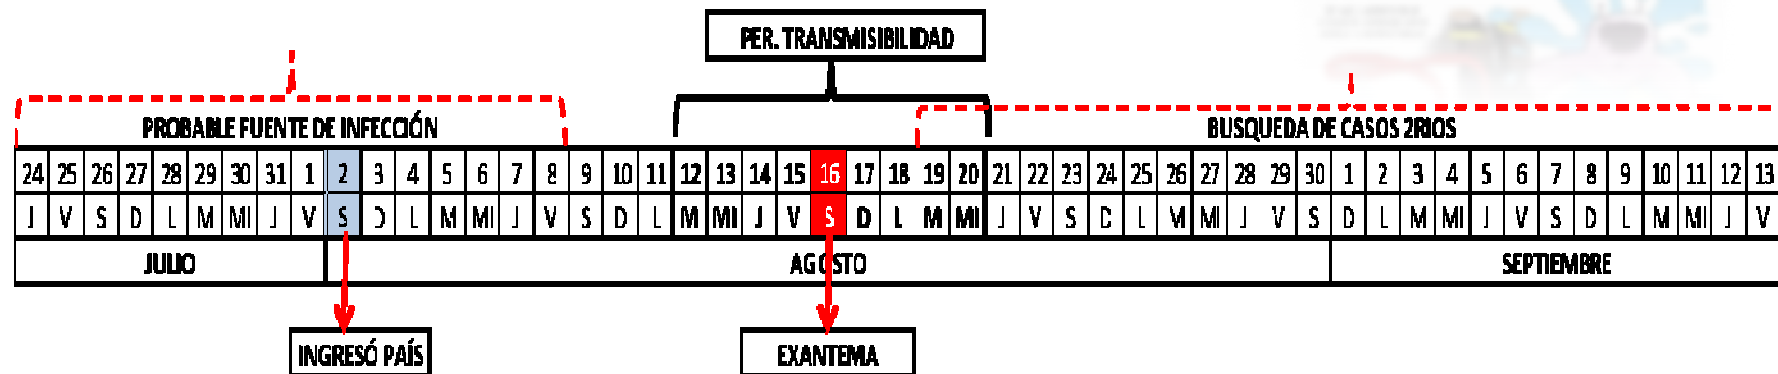 PER. TRANSMISIBILIDAD
PROBABLE FUENTE DE INFECCIÓN
BUSQUEDA DE CASOS 2RIOS
24 25 26 27 28 29 30 31 1 2 3 4 5 6 7 8 9 10 11 12 13 14 15 16 17 18 19 20 21 22 23 24 25 26 27 28 29 30 1 2 3 4 5 6 7 8 9 10 11 12 13
J V S D L M MI J V S D L M MI J V S D L M MI J V S D L M MI J V S D L M MI J V S D L M MI J V S D L M MI J V
JULIO AGOSTO SEPTIEMBRE
INGRESÓ PAÍS EXANTEMA